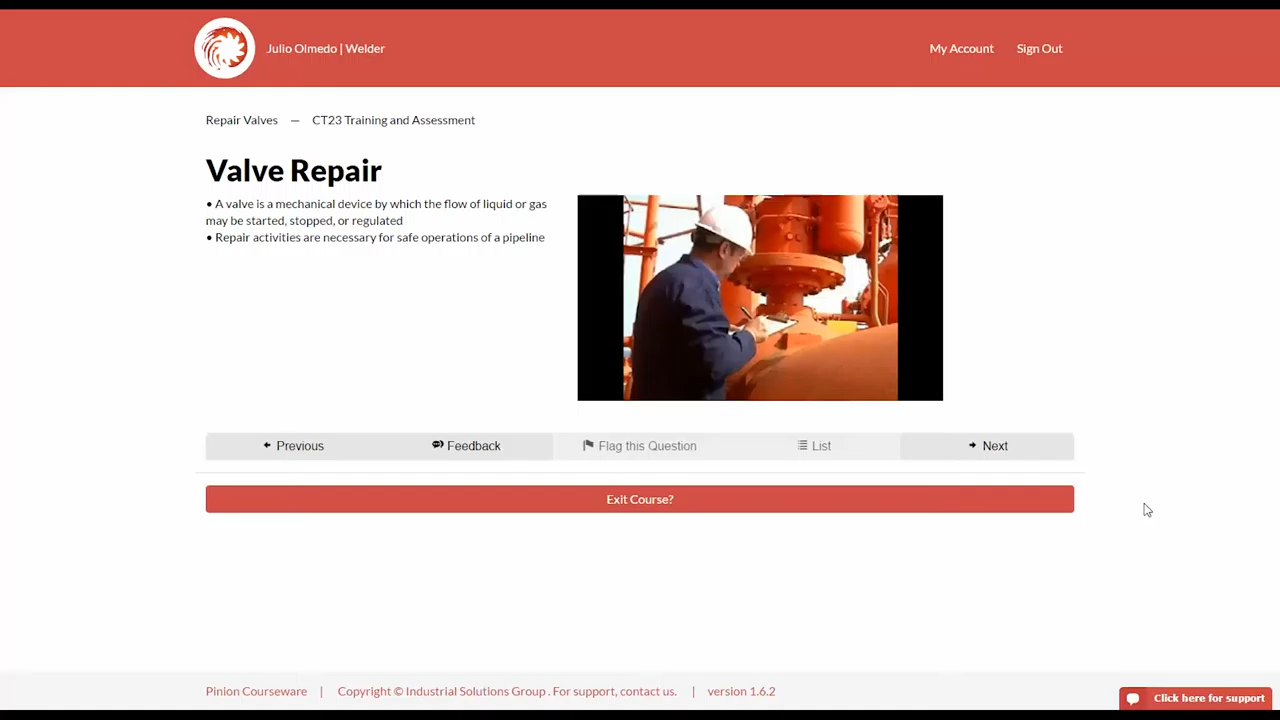 Julio Olmedo | Welder
My Account
Sign Out
Repair Valves — CT23 Training and Assessment
Valve Repair
• A valve is a mechanical device by which the flow of liquid or gas
may be started, stopped, or regulated
• Repair activities are necessary for safe operations of a pipeline
Previous
Feedback
Flag this Question
List
Next
Exit Course?
Pinion Courseware | Copyright © Industrial Solutions Group . For support, contact us. | version 1.6.2
Click here for support